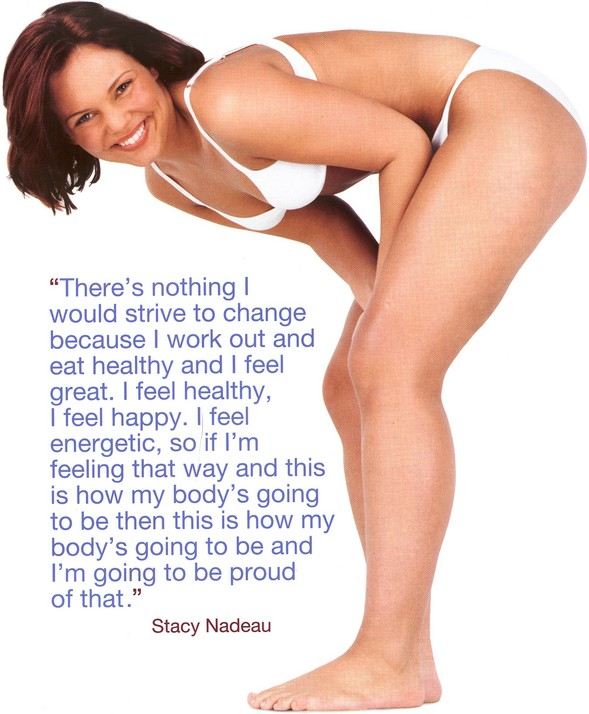 “There’s nothing I
would strive to change
because I work out and
eat healthy and I feel
great. I feel healthy,
I feel happy. I feel
energetic, so if I’m
feeling that way and this
is how my body’s going
to be then this is how my
body’s going to be and
I’m going to be proud
of that.”
Stacy Nadeau